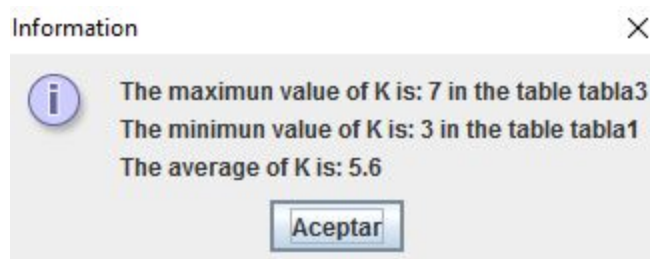 Information
The maximun value of K is: 7 in the table tabla3
The minimun value of K is: 3 in the table tabla1
The average of K is: 5.6
Aceptar